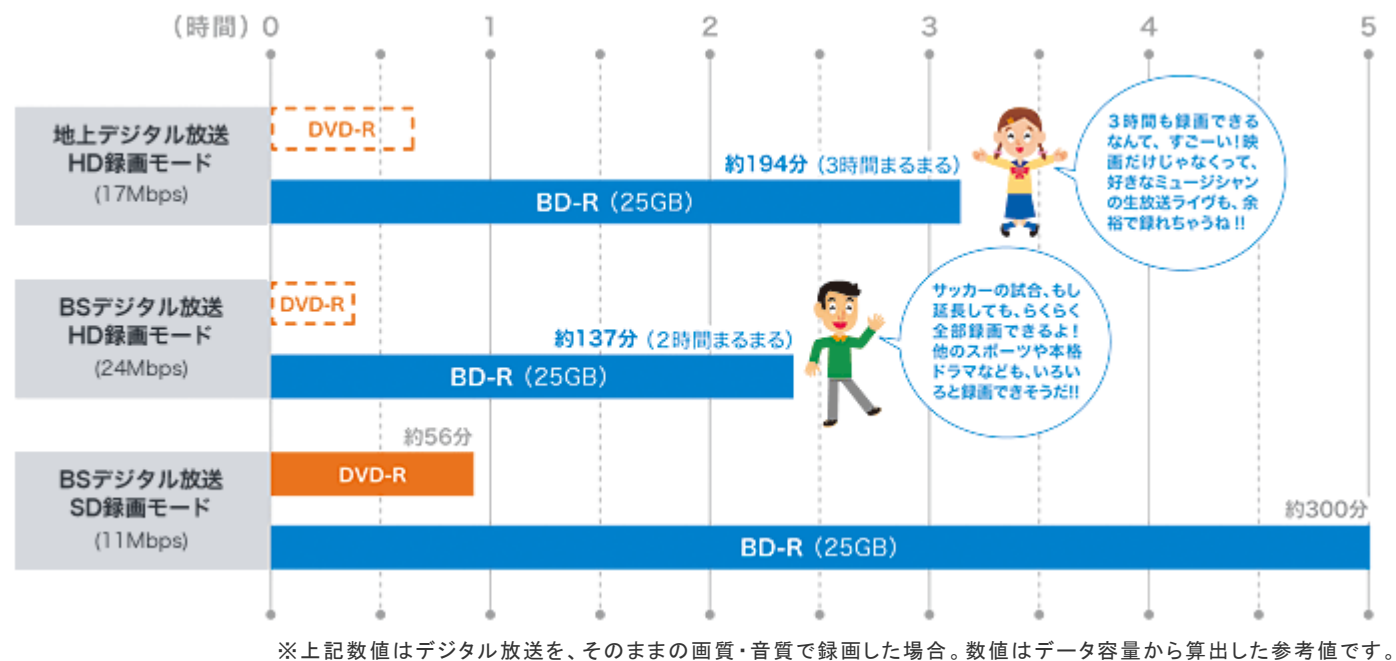 (時間) 0 1 2 3 4 5
地上デジタル放送
HD録画モード
(17Mbps)
DVD-R
約194分（3時間まるまる）
BD-R（25GB）
3時間も録画できる
なんて、すごーい!映
画だけじゃなくって、
好きなミュージシャン
の生放送ライヴも、余
裕で録れちゃうね!!
BSデジタル放送
HD録画モード
(24Mbps)
DVD-R
約137分（2時間まるまる）
BD-R（25GB）
サッカーの試合、もし
延長しても、らくらく
全部録画できるよ!
他のスポーツや本格
ドラマなども、いろい
ろと録画できそうだ!!
BSデジタル放送
SD録画モード
(11Mbps)
約56分
DVD-R
約300分
BD-R（25GB）
※上記数値はデジタル放送を、そのままの画質・音質で録画した場合。数値はデータ容量から算出した参考値です。